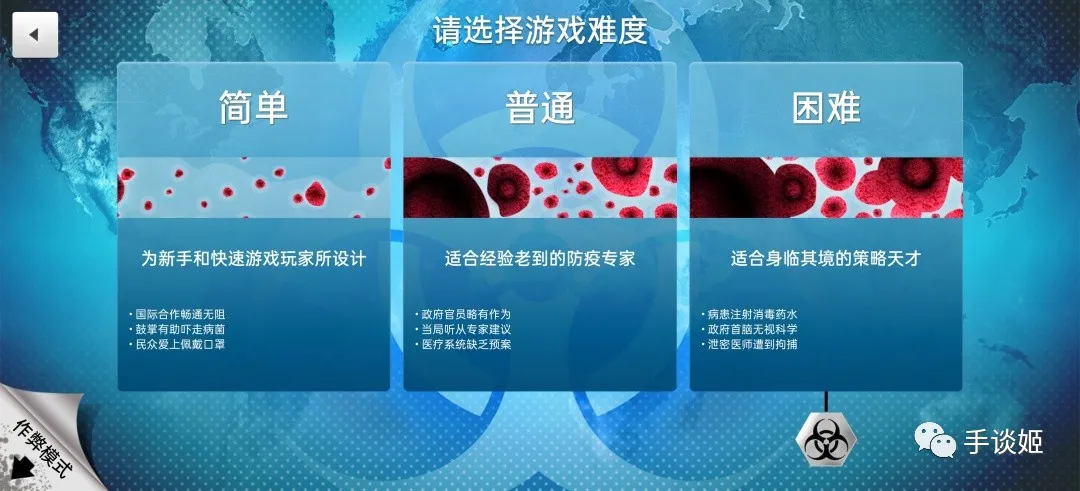 请选择游戏难度
简单
为新手和快速游戏玩家所设计
• 国际合作畅通无阻
• 鼓掌有助吓走病菌
• 民众爱上佩戴口罩
普通
适合经验老到的防疫专家
• 政府官员略有作为
• 当局听从专家建议
• 医疗系统缺乏预案
困难
适合身临其境的策略天才
• 病患注射消毒药水
• 政府首脑无视科学
• 泄密医师遭到拘捕
作弊模式
手谈姬